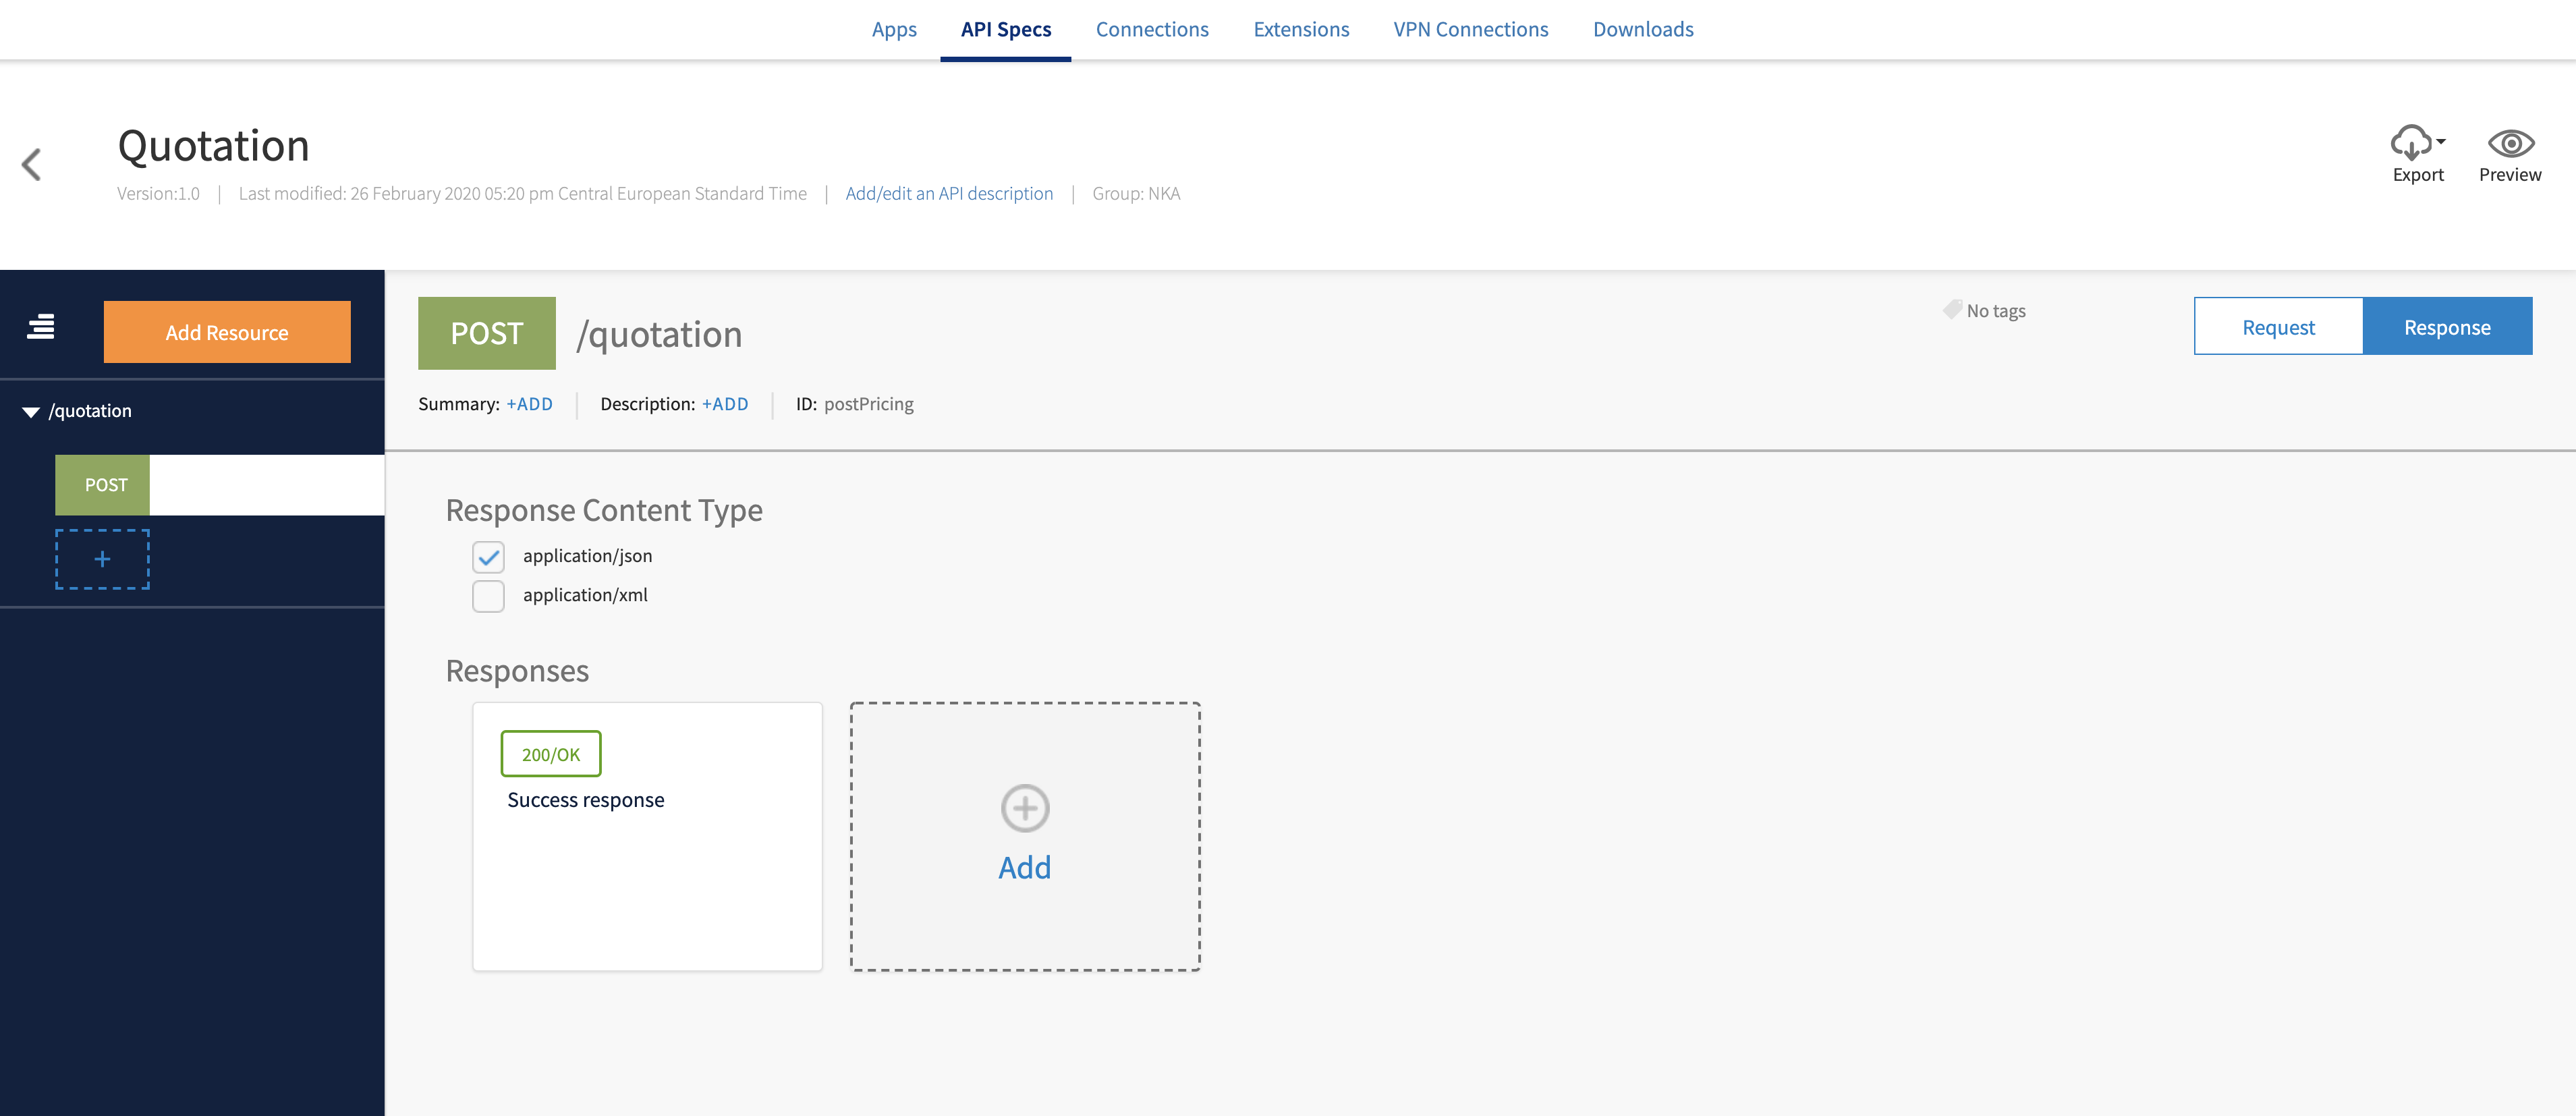 Apps API Specs Connections Extensions VPN Connections Downloads
Quotation
Version:1.0 | Last modified: 26 February 2020 05:20 pm Central European Standard Time | Add/edit an API description | Group: NKA
Export Preview
Add Resource
/quotation
POST
+
POST /quotation
No tags
Request Response
Summary: +ADD | Description: +ADD | ID: postPricing
Response Content Type
application/json
application/xml
Responses
200/OK
Success response
Add